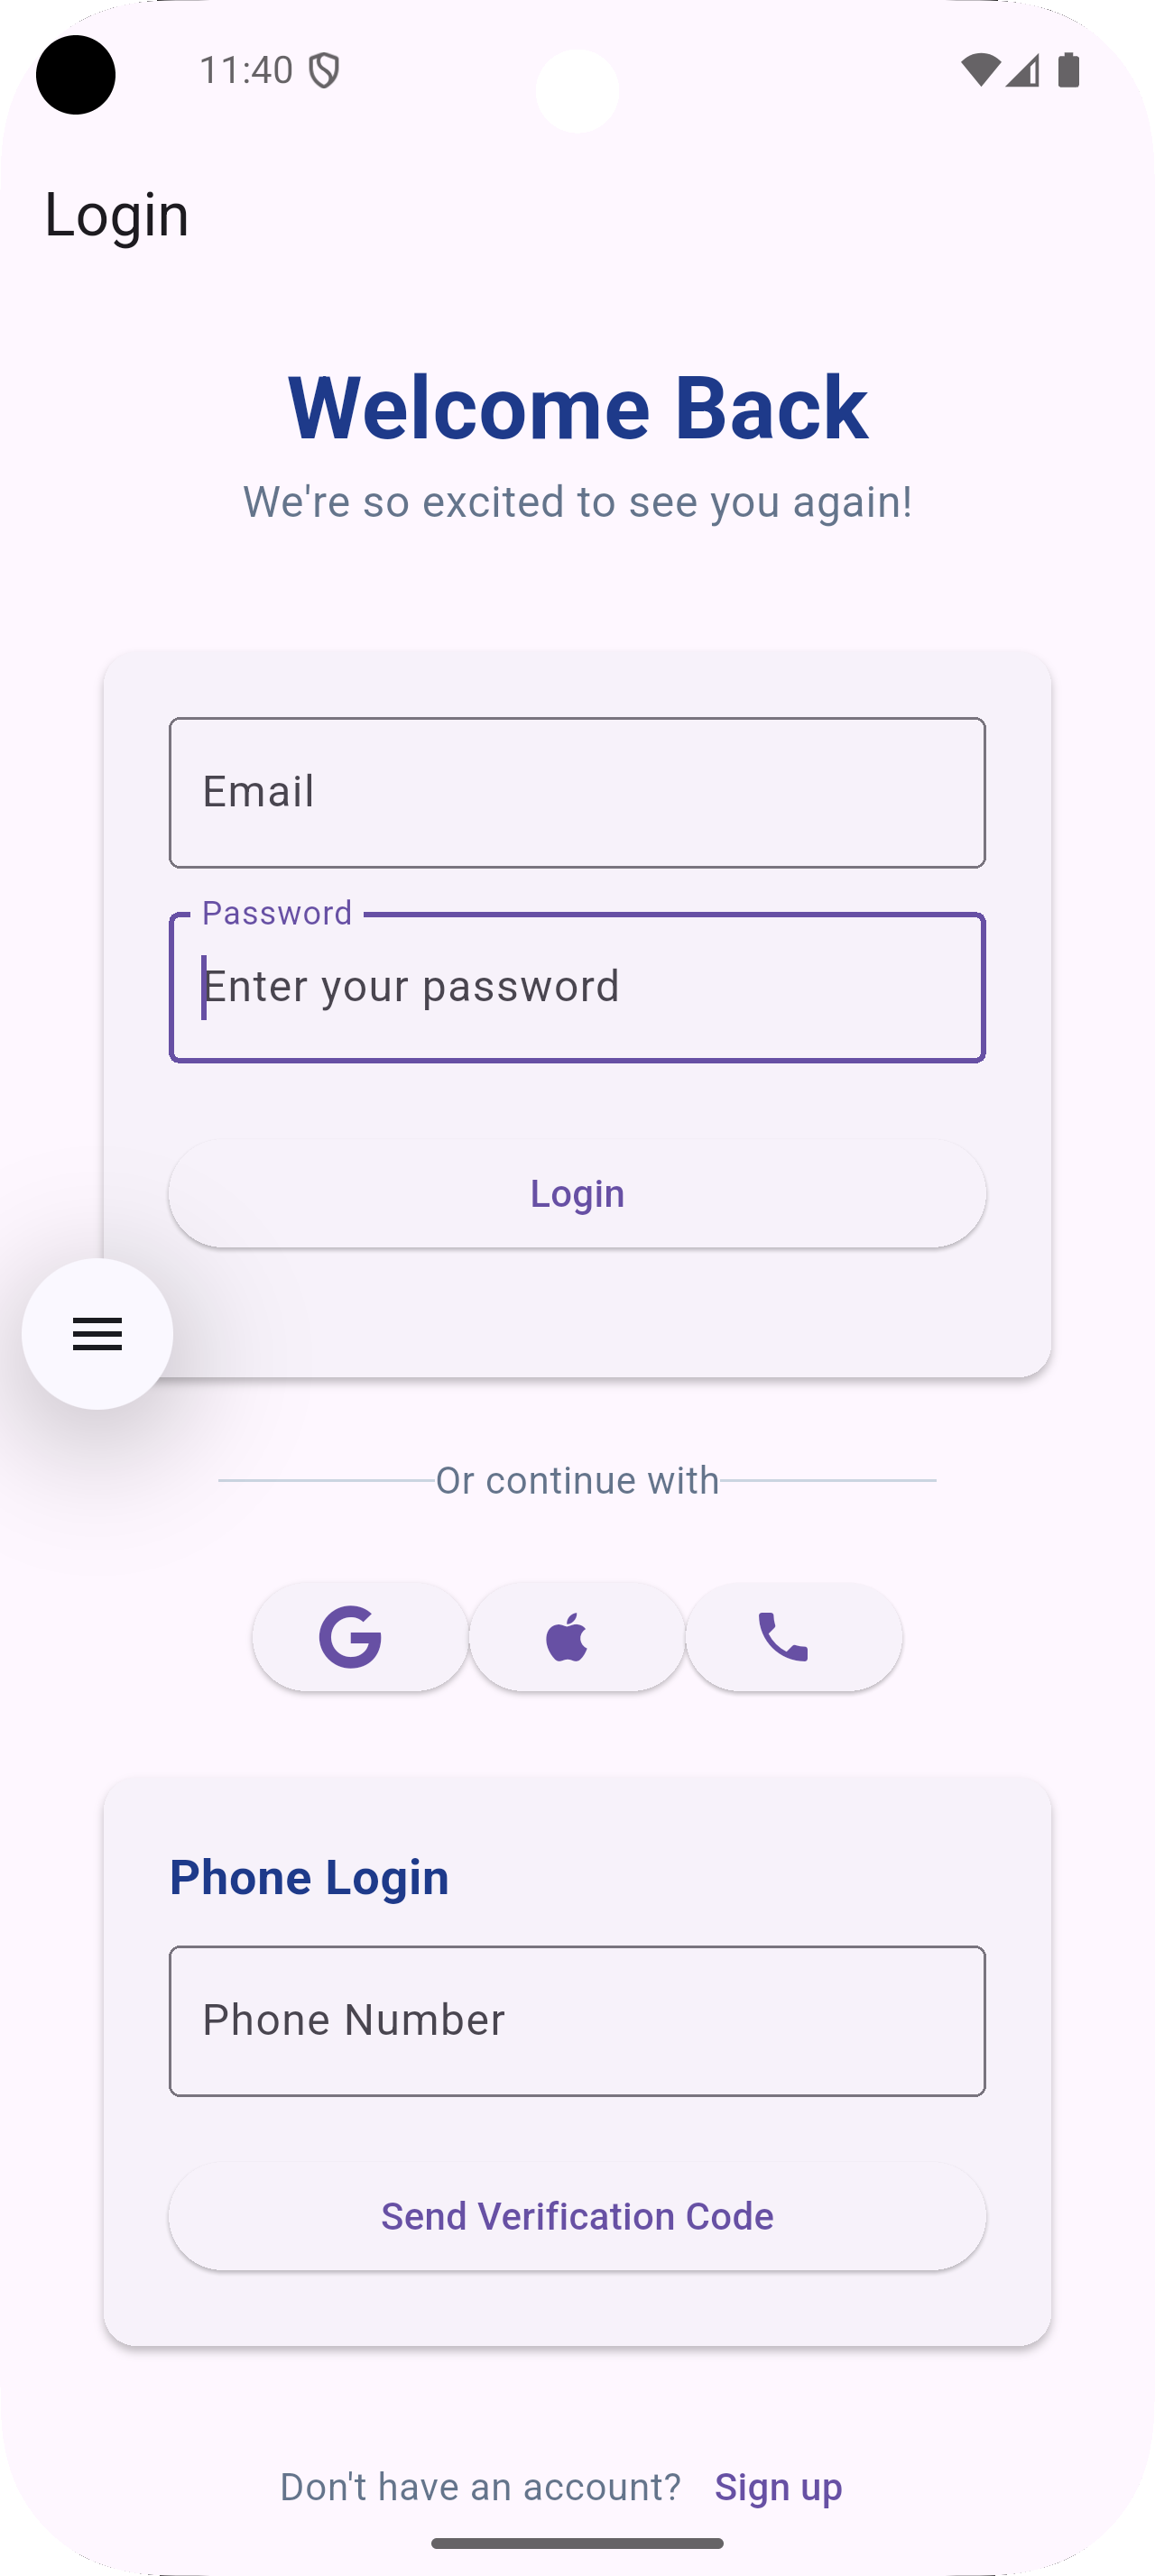 11:40
Login
Welcome Back
We're so excited to see you again!
Email
Password
Enter your password
Login
Or continue with
Phone Login
Phone Number
Send Verification Code
Don't have an account? Sign up